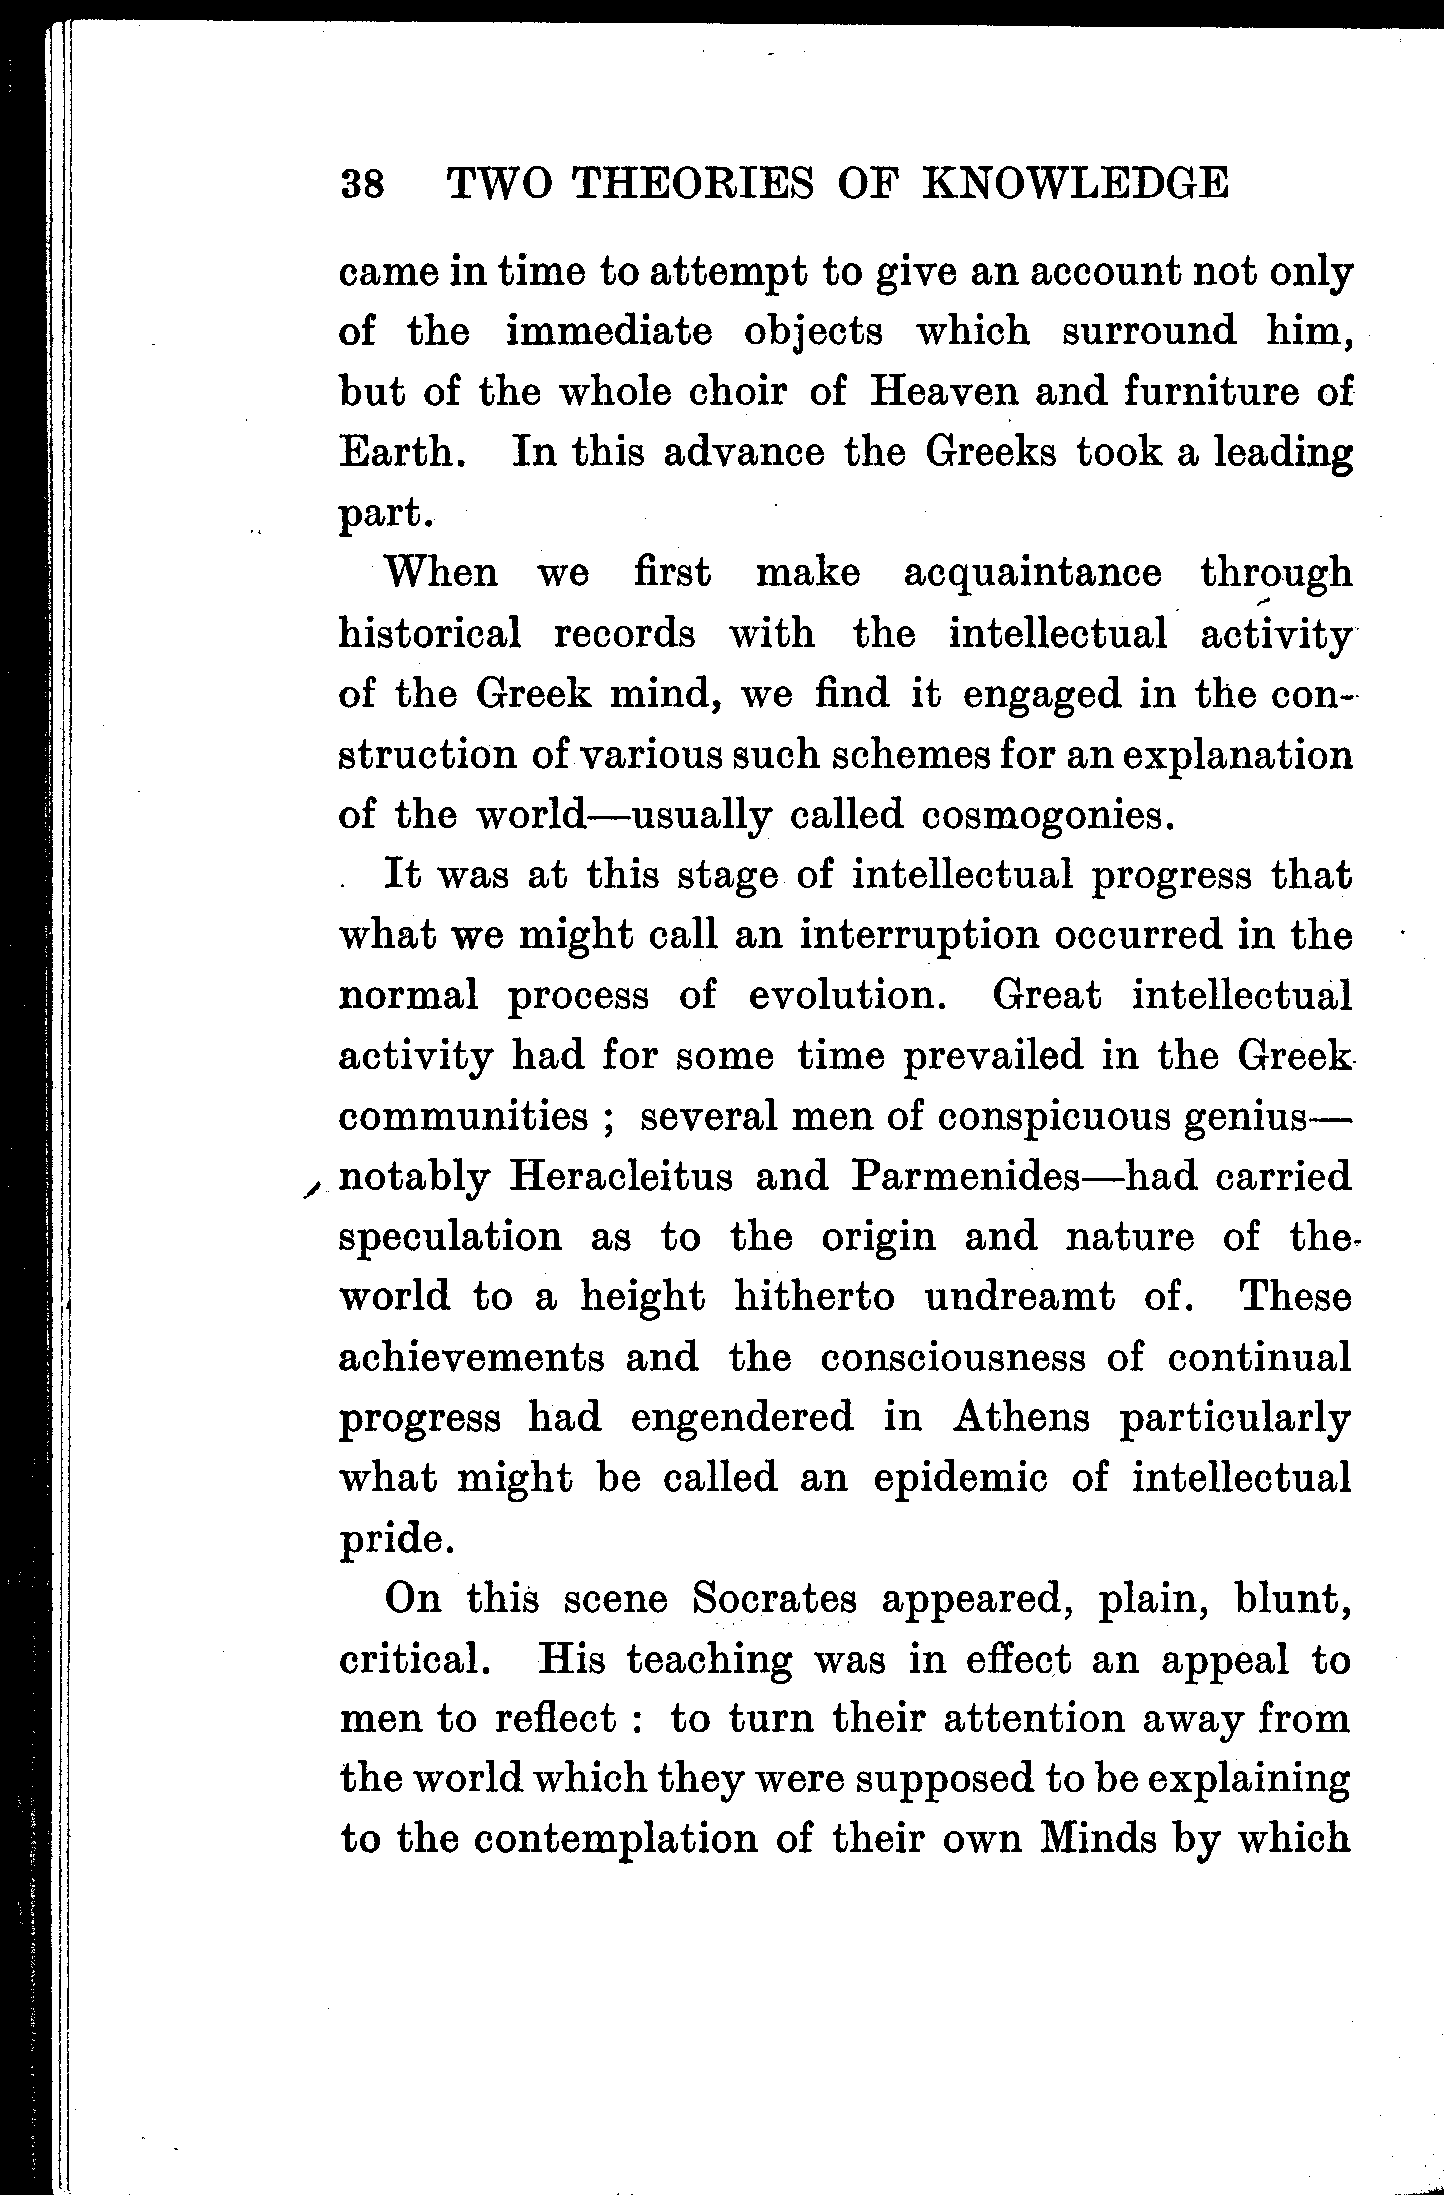 38 TWO THEORIES OF KNOWLEDGE
came in time to attempt to give an account not only
of the immediate objects which surround him,
but of the whole choir of Heaven and furniture of
Earth. In this advance the Greeks took a leading
part.
When we first make acquaintance through
historical records with the intellectual activity
of the Greek mind, we find it engaged in the con-
struction of various such schemes for an explanation
of the world—usually called cosmogonies.
It was at this stage of intellectual progress that
what we might call an interruption occurred in the
normal process of evolution. Great intellectual
activity had for some time prevailed in the Greek
communities ; several men of conspicuous genius—
notably Heracleitus and Parmenides—had carried
speculation as to the origin and nature of the
world to a height hitherto undreamt of. These
achievements and the consciousness of continual
progress had engendered in Athens particularly
what might be called an epidemic of intellectual
pride.
On this scene Socrates appeared, plain, blunt,
critical. His teaching was in effect an appeal to
men to reflect : to turn their attention away from
the world which they were supposed to be explaining
to the contemplation of their own Minds by which